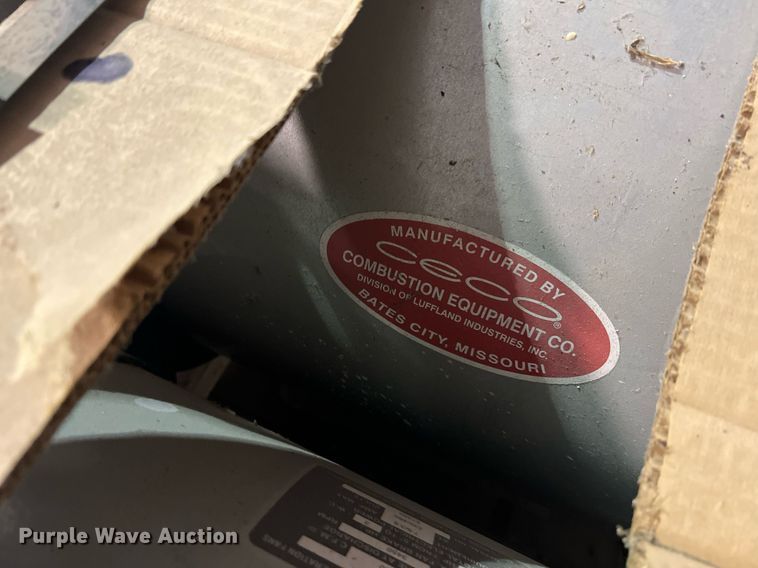 MANUFACTURED BY
CECO®
COMBUSTION EQUIPMENT CO.
DIVISION OF LUFFLAND INDUSTRIES, INC.
BATES CITY, MISSOURI
Purple Wave Auction